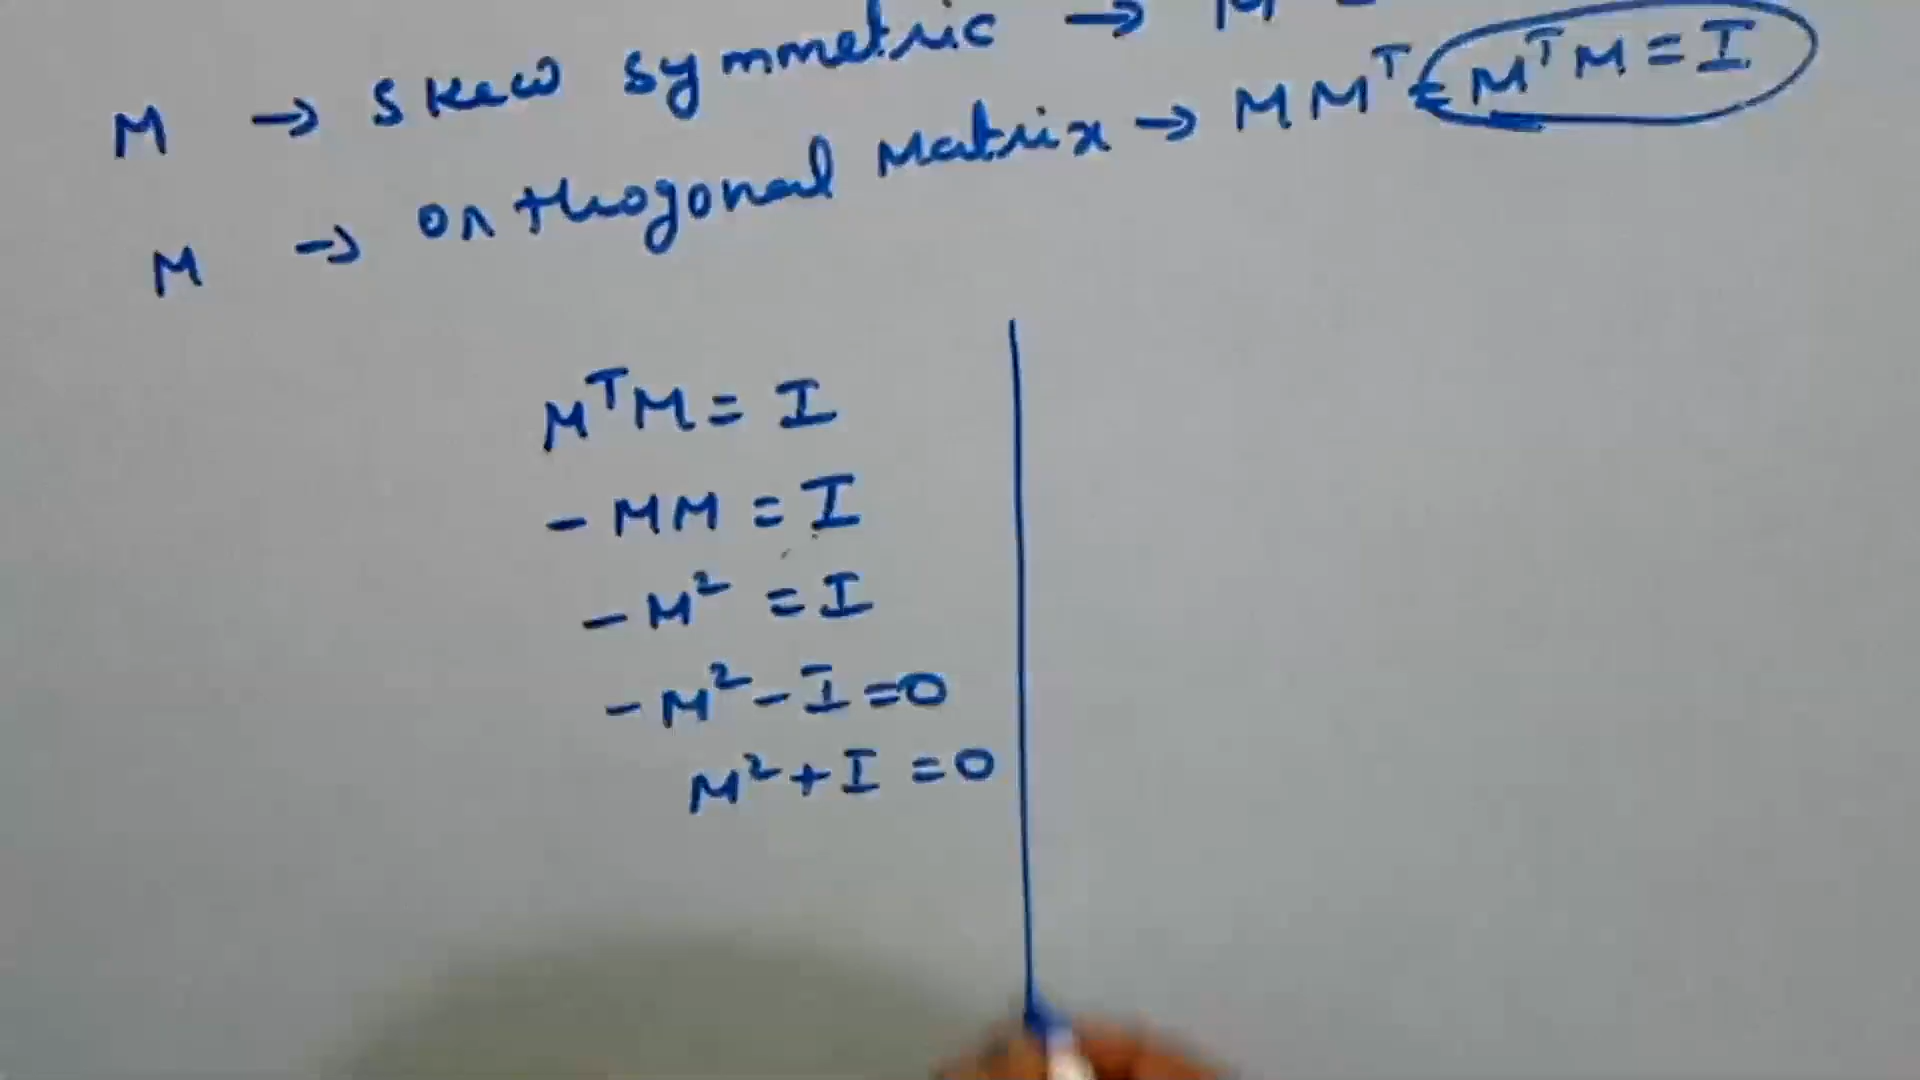 M → Skew symmetric →
M → Orthogonal Matrix → MMᵀ = MᵀM = I
MᵀM = I
- MM = I
- M² = I
- M² - I = 0
M² + I = 0